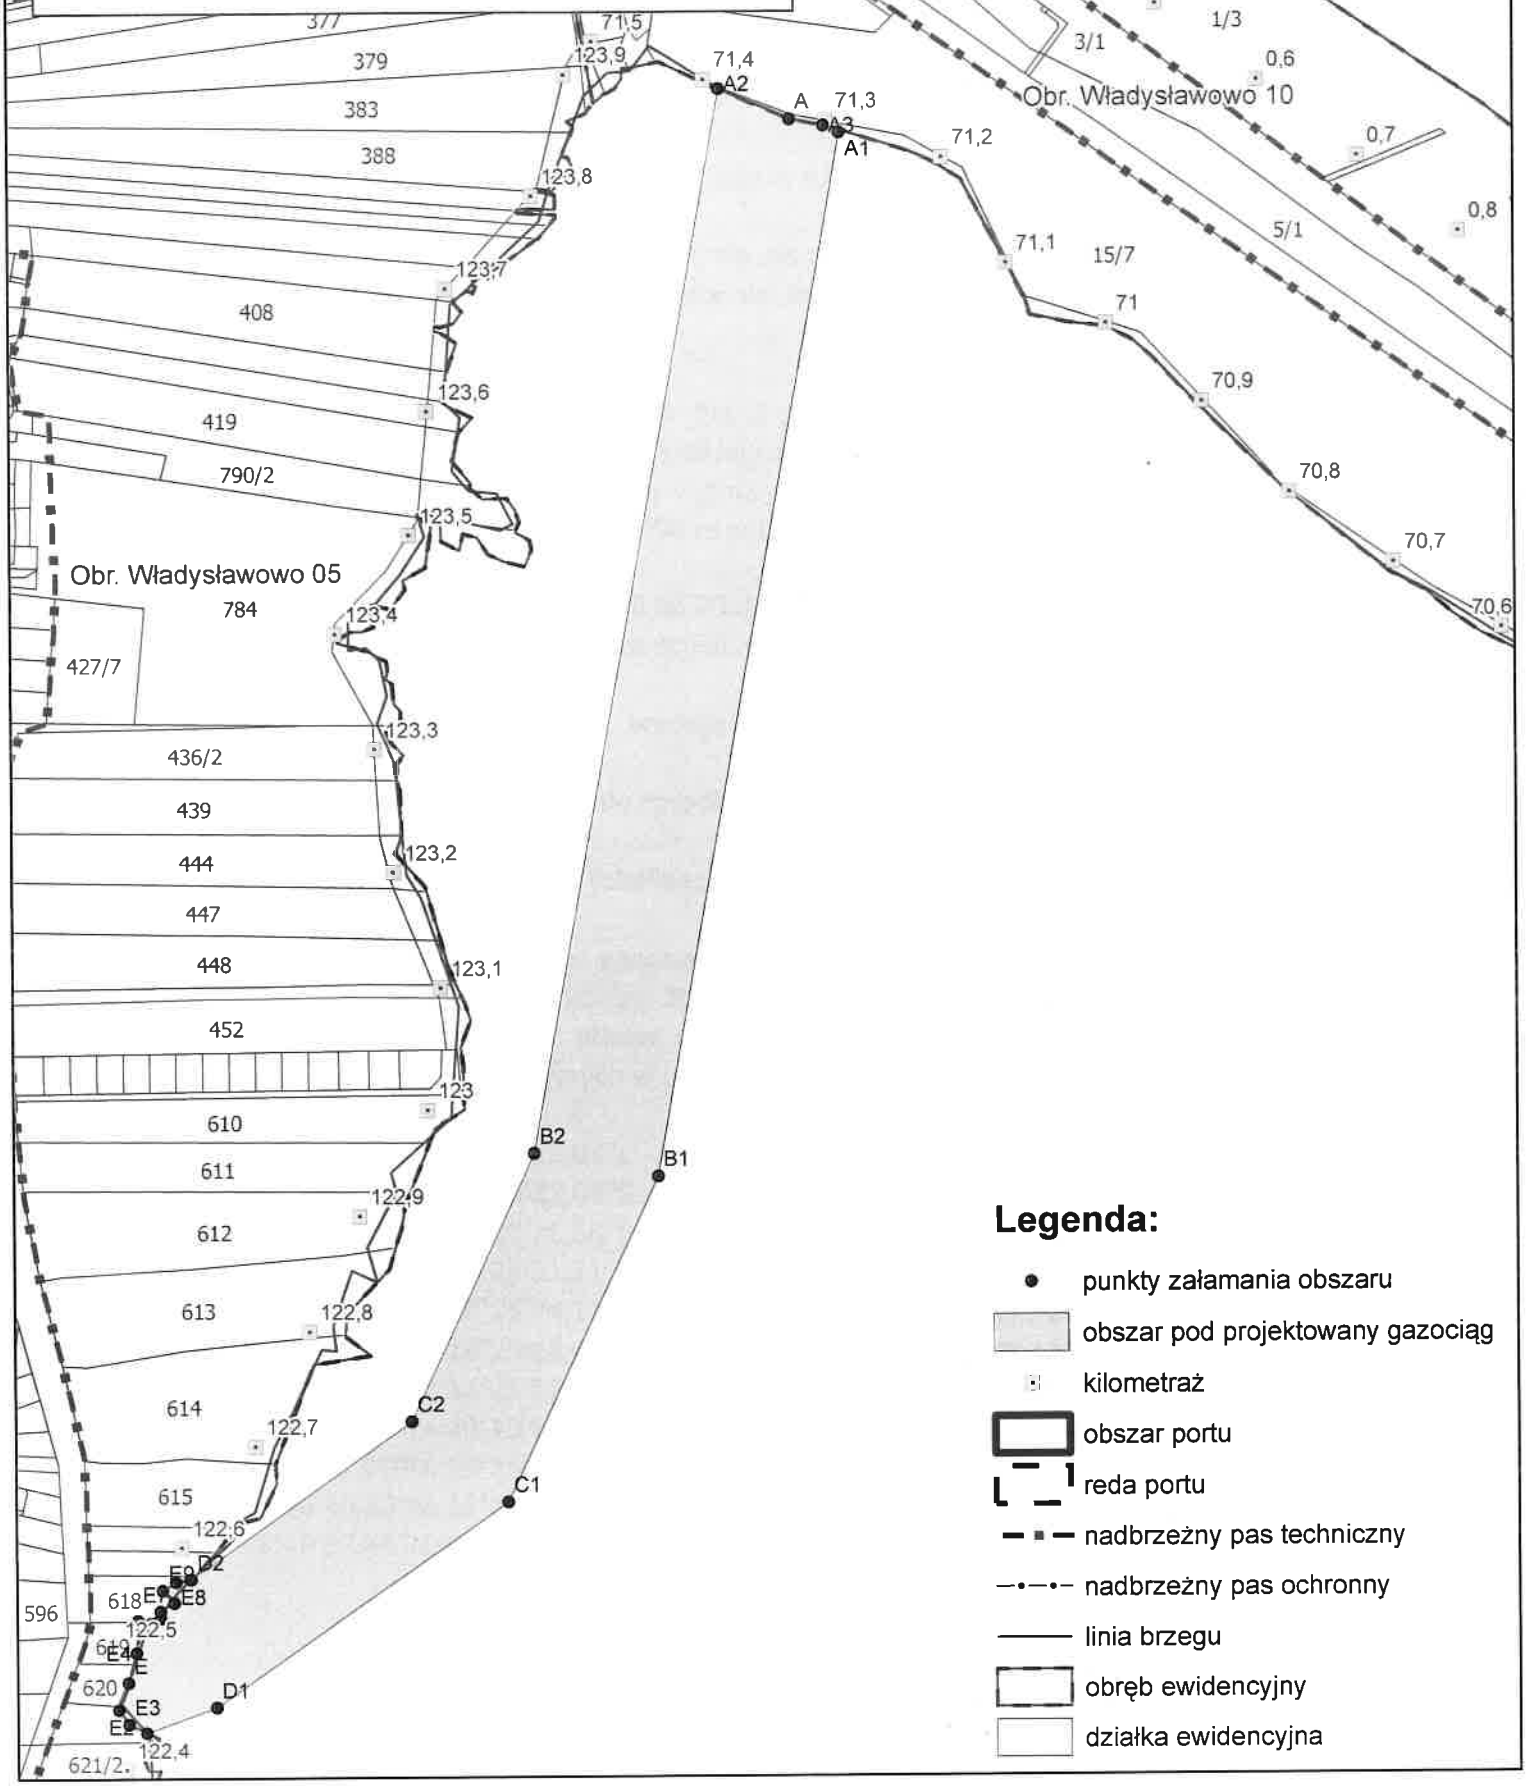 377
71,5
1/3
3/1
379
123,9
71,4
0,6
A2
Obr. Władysławowo 10
383
A
71,3
A3
71,2
0,7
A1
388
123,8
0,8
5/1
71,1
15/7
123,7
408
71
123,6
70,9
419
790/2
70,8
123,5
70,7
Obr. Władysławowo 05
784
123,4
70,6
427/7
123,3
436/2
439
123,2
444
447
448
123,1
452
123
610
B2
B1
611
122,9
612
613
122,8
614
C2
122,7
C1
615
122,6
D2
E9
E8
618
596
122,5
619
E4
E
620
D1
E3
E2
122,4
621/2
Legenda:
punkty załamania obszaru
obszar pod projektowany gazociąg
kilometraż
obszar portu
reda portu
nadbrzeżny pas techniczny
nadbrzeżny pas ochronny
linia brzegu
obręb ewidencyjny
działka ewidencyjna